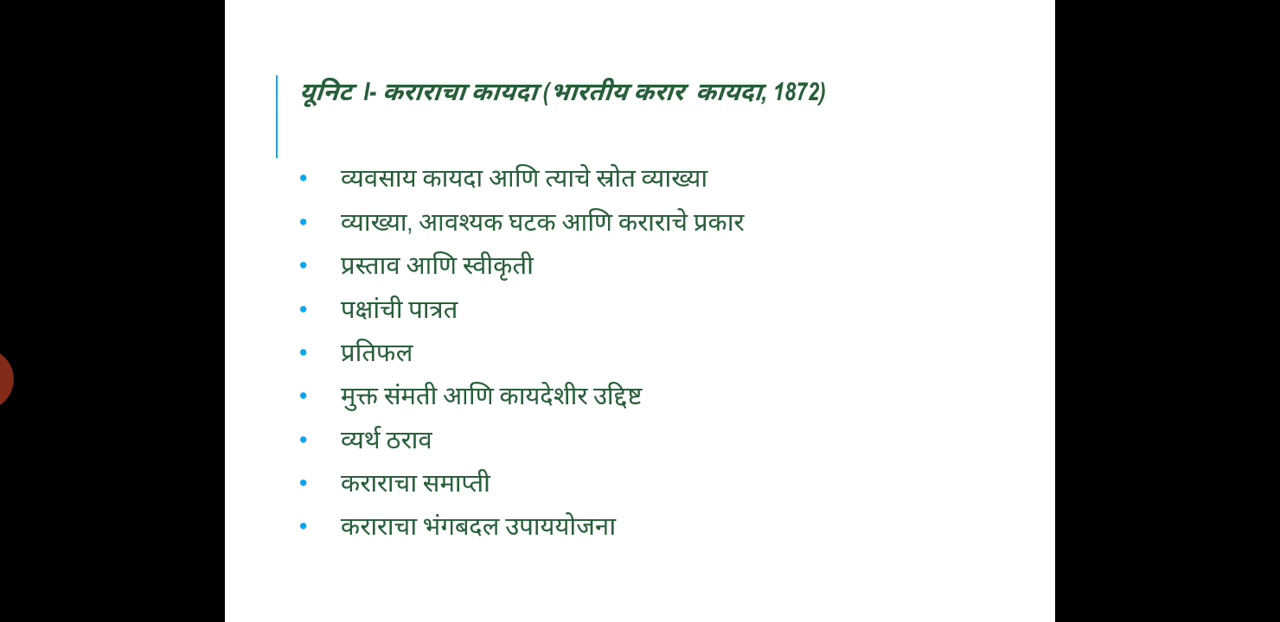 यूनिट I- कराराचा कायदा (भारतीय करार कायदा, 1872)
• व्यवसाय कायदा आणि त्याचे स्रोत व्याख्या
• व्याख्या, आवश्यक घटक आणि कराराचे प्रकार
• प्रस्ताव आणि स्वीकृती
• पक्षांची पात्रत
• प्रतिफल
• मुक्त संमती आणि कायदेशीर उद्दिष्ट
• व्यर्थ ठराव
• कराराचा समाप्ती
• कराराचा भंगबदल उपाययोजना